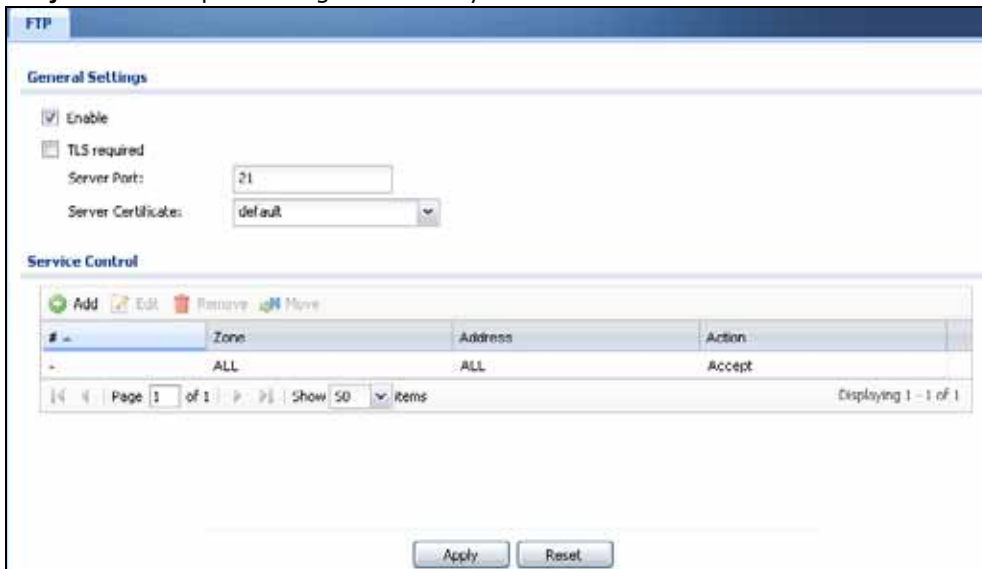 FTP
General Settings
Enable
TLS required
Server Port: 21
Server Certificate: default
Service Control
Add Edit Remove Move
# Zone Address Action
- ALL ALL Accept
Page 1 of 1 Show 50 items Displaying 1 - 1 of 1
Apply Reset